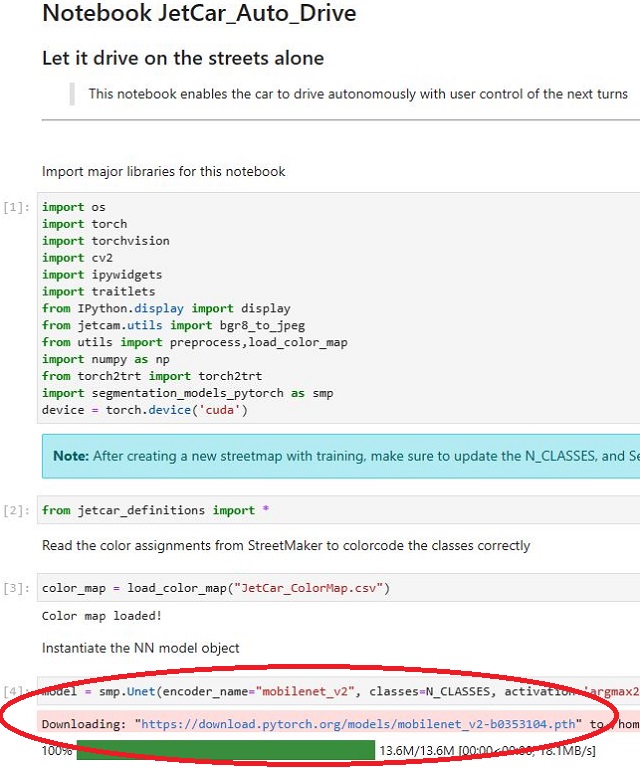 Notebook JetCar_Auto_Drive
Let it drive on the streets alone
This notebook enables the car to drive autonomously with user control of the next turns
Import major libraries for this notebook
[1]: import os
import torch
import torchvision
import cv2
import ipywidgets
import traitlets
from IPython.display import display
from jetcam.utils import bgr8_to_jpeg
from utils import preprocess,load_color_map
import numpy as np
from torch2trt import torch2trt
import segmentation_models_pytorch as smp
device = torch.device('cuda')
Note: After creating a new streetmap with training, make sure to update the N_CLASSES, and Se
[2]: from jetcar_definitions import *
Read the color assignments from StreetMaker to colorcode the classes correctly
[3]: color_map = load_color_map("JetCar_ColorMap.csv")
Color map loaded!
Instantiate the NN model object
[4]: model = smp.Unet(encoder_name="mobilenet_v2", classes=N_CLASSES, activation='argmax2
Downloading: "https://download.pytorch.org/models/mobilenet_v2-b0353104.pth" to /hom
100% 13.6M/13.6M [00:00<00:00, 18.1MB/s]